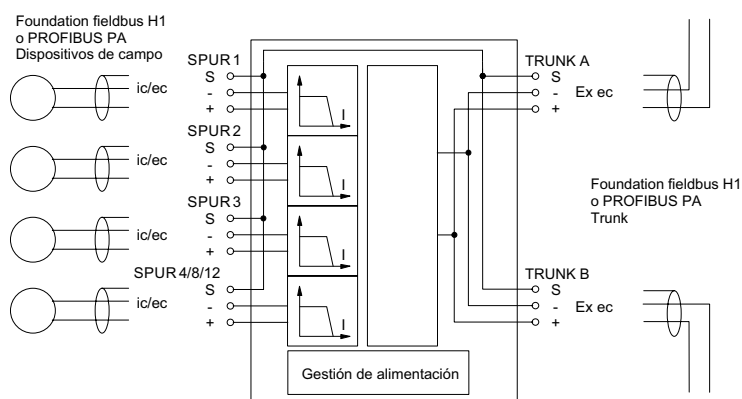 Foundation fieldbus H1
o PROFIBUS PA
Dispositivos de campo
SPUR 1
S
-
+
ic/ec
SPUR 2
S
-
+
ic/ec
SPUR 3
S
-
+
ic/ec
SPUR 4/8/12
S
-
+
ic/ec
I
I
I
I
Gestión de alimentación
TRUNK A
S
-
+
Ex ec
Foundation fieldbus H1
o PROFIBUS PA
Trunk
TRUNK B
S
-
+
Ex ec